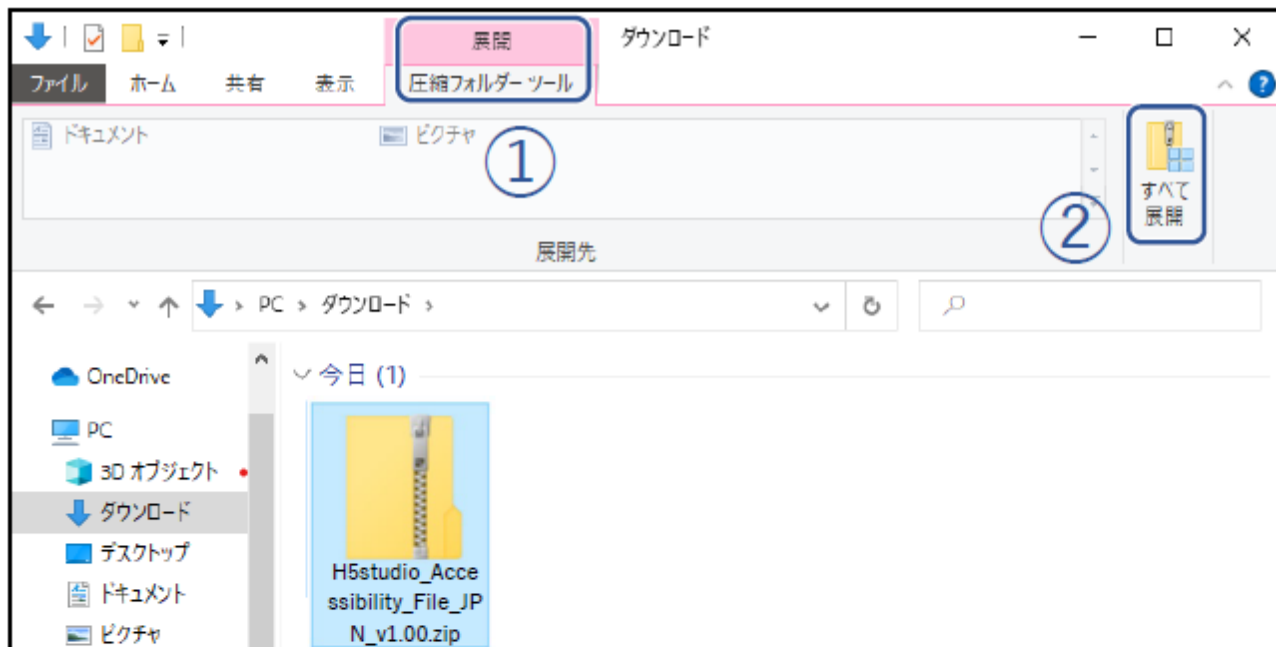 展開
ダウンロード
ファイル
ホーム
共有
表示
圧縮フォルダー ツール
ドキュメント
ピクチャ
①
②
すべて
展開
展開先
PC
ダウンロード
OneDrive
今日 (1)
PC
3D オブジェクト
ダウンロード
デスクトップ
ドキュメント
ピクチャ
H5studio_Acce
ssibility_File_JP
N_v1.00.zip